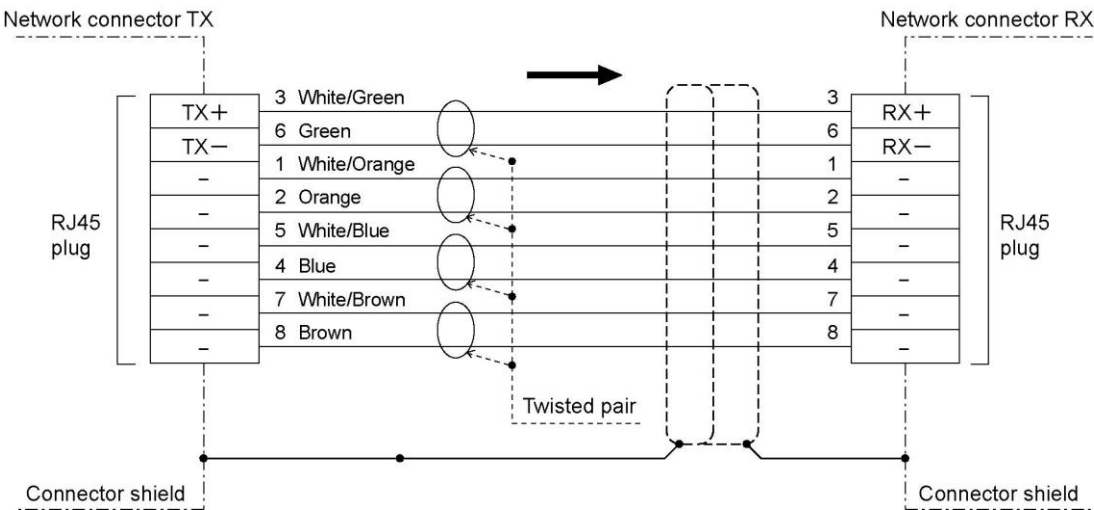 Network connector TX
Network connector RX
RJ45
plug
TX+
TX−
-
-
-
-
-
-
3 White/Green
6 Green
1 White/Orange
2 Orange
5 White/Blue
4 Blue
7 White/Brown
8 Brown
Twisted pair
3
6
1
2
5
4
7
8
RX+
RX−
-
-
-
-
-
-
RJ45
plug
Connector shield
Connector shield